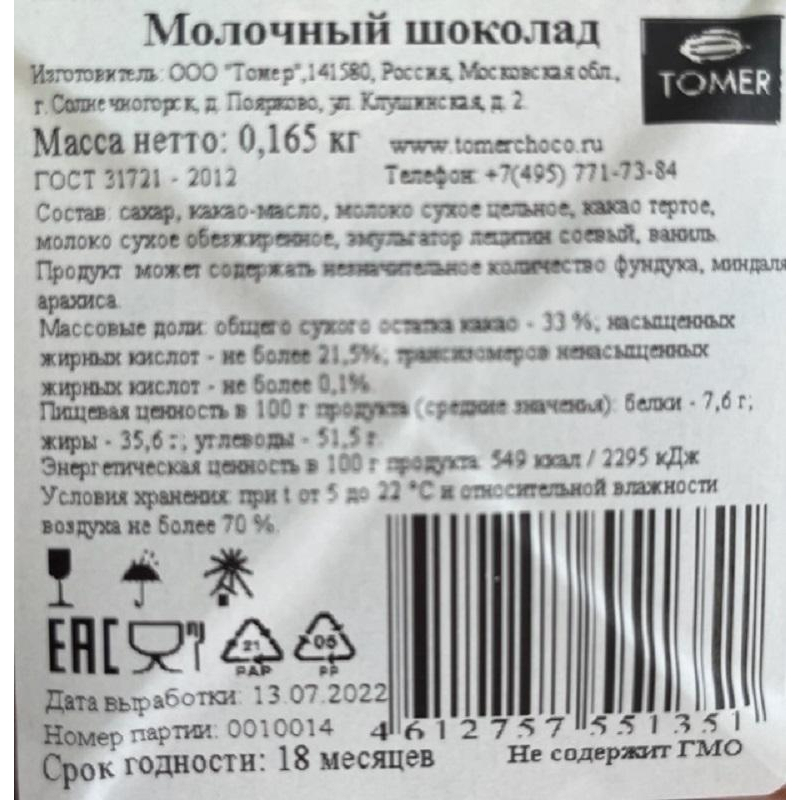 Молочный шоколад
TOMER
Изготовитель: ООО "Томер",141580, Россия, Московская обл.,
г. Солнечногорск, д. Поярково, ул. Клушинская, д. 2.
Масса нетто: 0,165 кг www.tomerchoco.ru
ГОСТ 31721 - 2012 Телефон: +7(495) 771-73-84
Состав: сахар, какао-масло, молоко сухое цельное, какао тертое,
молоко сухое обезжиренное, эмульгатор лецитин соевый, ваниль.
Продукт может содержать незначительное количество фундука, миндаля
арахиса.
Массовые доли: общего сухого остатка какао - 33 %; насыщенных
жирных кислот - не более 21,5%; трансизомеров ненасыщенных
жирных кислот - не более 0,1%.
Пищевая ценность в 100 г продукта (средние значения): белки - 7,6 г;
жиры - 35,6 г; углеводы - 51,5 г.
Энергетическая ценность в 100 г продукта: 549 ккал / 2295 кДж
Условия хранения: при t от 5 до 22 °C и относительной влажности
воздуха не более 70 %.
EAC
21 05
PAP PP
Дата выработки: 13.07.2022
Номер партии: 0010014
4 612757 551351
Срок годности: 18 месяцев
Не содержит ГМО